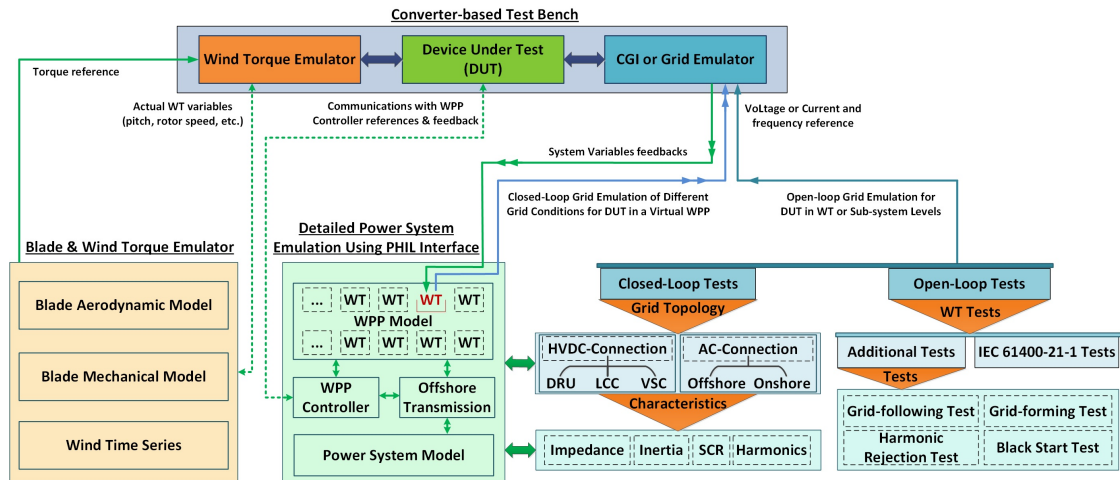 Converter-based Test Bench
Wind Torque Emulator
Device Under Test
(DUT)
CGI or Grid Emulator
Torque reference
Actual WT variables
(pitch, rotor speed, etc.)
Communications with WPP
Controller references & feedback
VoLtage or Current and
frequency reference
System Variables feedbacks
Closed-Loop Grid Emulation of Different
Grid Conditions for DUT in a Virtual WPP
Open-loop Grid Emulation for
DUT in WT or Sub-system Levels
Blade & Wind Torque Emulator
Blade Aerodynamic Model
Blade Mechanical Model
Wind Time Series
Detailed Power System
Emulation Using PHIL Interface
... WT WT WT WT
WPP Model
... WT WT WT WT
WPP
Controller
Offshore
Transmission
Power System Model
Closed-Loop Tests
Grid Topology
HVDC-Connection
DRU LCC VSC
AC-Connection
Offshore Onshore
Characteristics
Impedance Inertia SCR Harmonics
Open-Loop Tests
WT Tests
Additional Tests
IEC 61400-21-1 Tests
Tests
Grid-following Test
Grid-forming Test
Harmonic
Rejection Test
Black Start Test